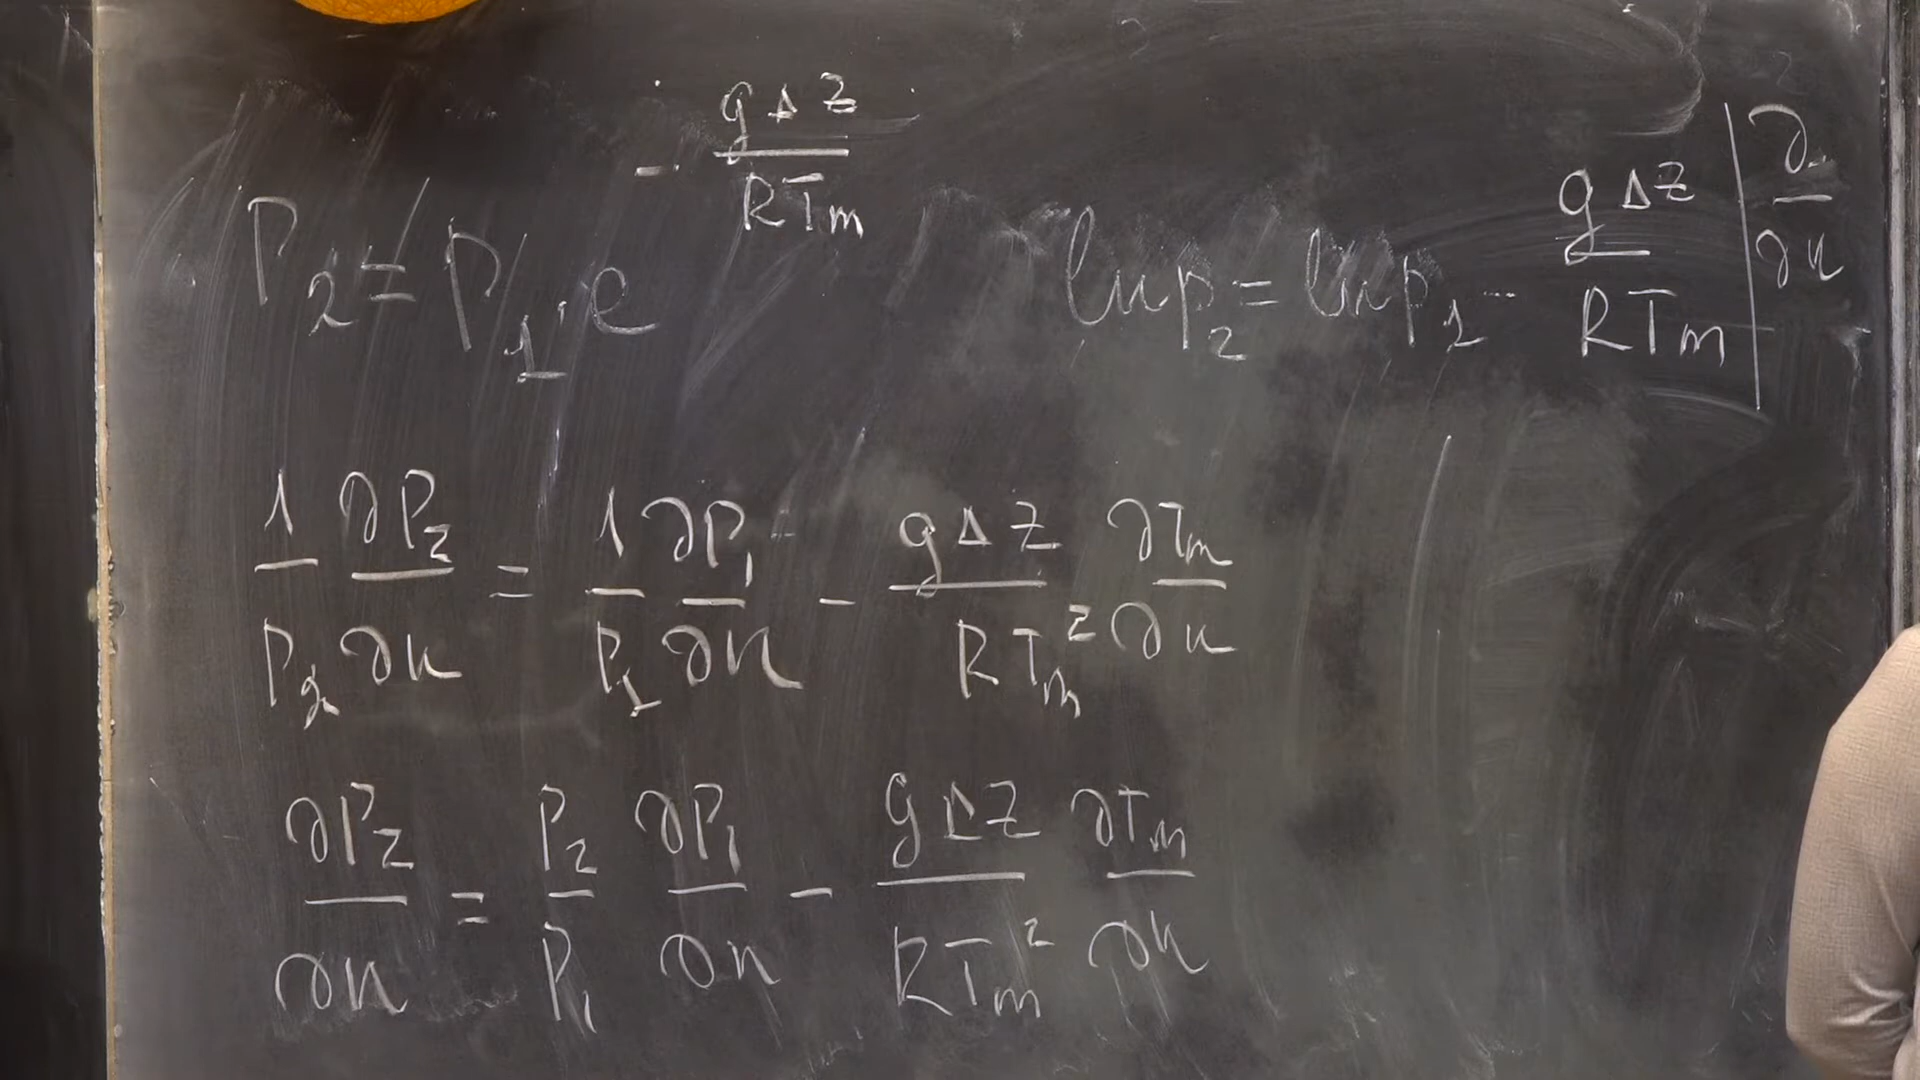 P₂ = P₁ · e^(- gΔz / RT̄m)
ln p₂ = ln p₁ - gΔz / RTm | ∂/∂n
1/P₂ ∂P₂/∂n = 1/P₁ ∂P₁/∂n - gΔz/RTm² ∂Tm/∂n
∂P₂/∂n = P₂/P₁ ∂P₁/∂n - gΔz/RTm² ∂Tm/∂n